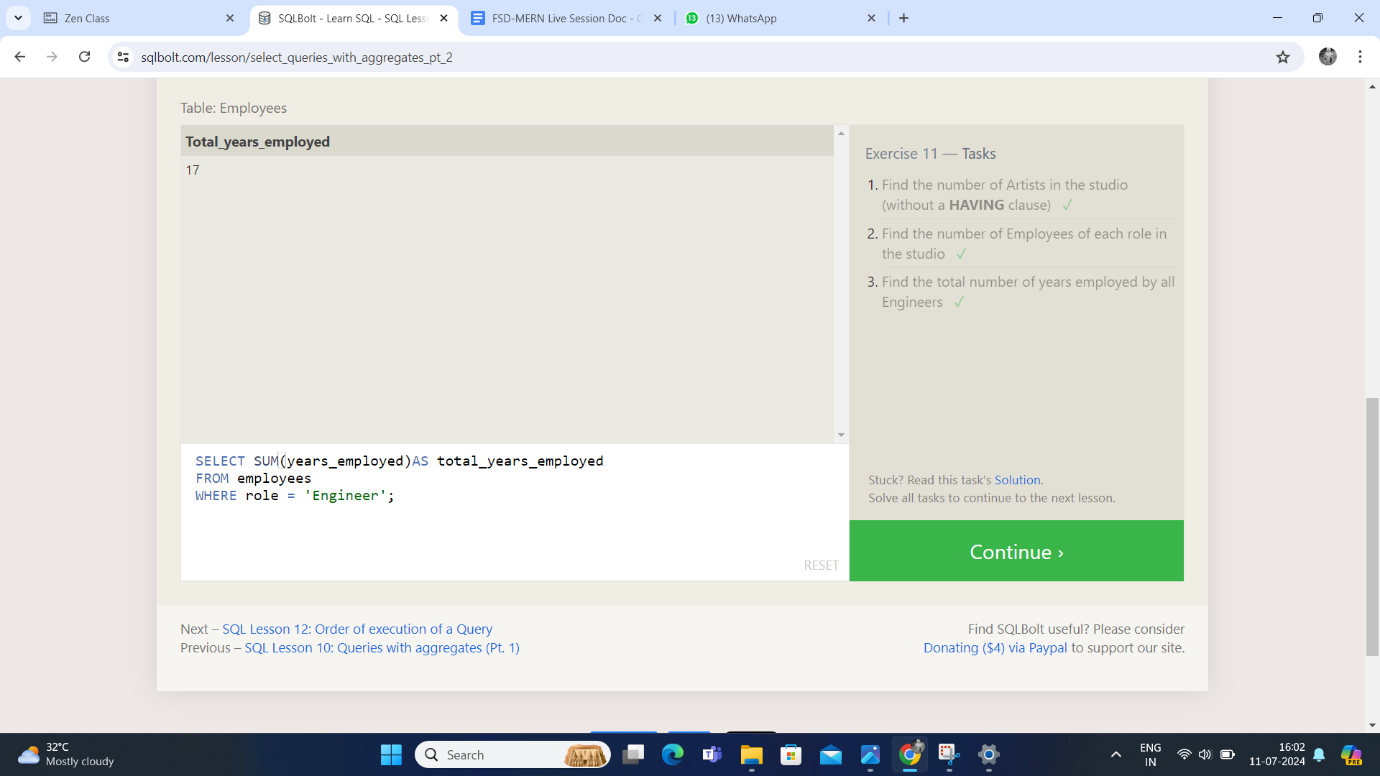 Zen Class
SQLBolt - Learn SQL - SQL Less
FSD-MERN Live Session Doc - G
(13) WhatsApp
sqlbolt.com/lesson/select_queries_with_aggregates_pt_2
Table: Employees
Total_years_employed
17
Exercise 11 — Tasks
1. Find the number of Artists in the studio
(without a HAVING clause) ✓
2. Find the number of Employees of each role in
the studio ✓
3. Find the total number of years employed by all
Engineers ✓
SELECT SUM(years_employed)AS total_years_employed
FROM employees
WHERE role = 'Engineer';
RESET
Stuck? Read this task's Solution.
Solve all tasks to continue to the next lesson.
Continue ›
Next – SQL Lesson 12: Order of execution of a Query
Previous – SQL Lesson 10: Queries with aggregates (Pt. 1)
Find SQLBolt useful? Please consider
Donating ($4) via Paypal to support our site.
32°C
Mostly cloudy
Search
ENG
IN
16:02
11-07-2024
PRE